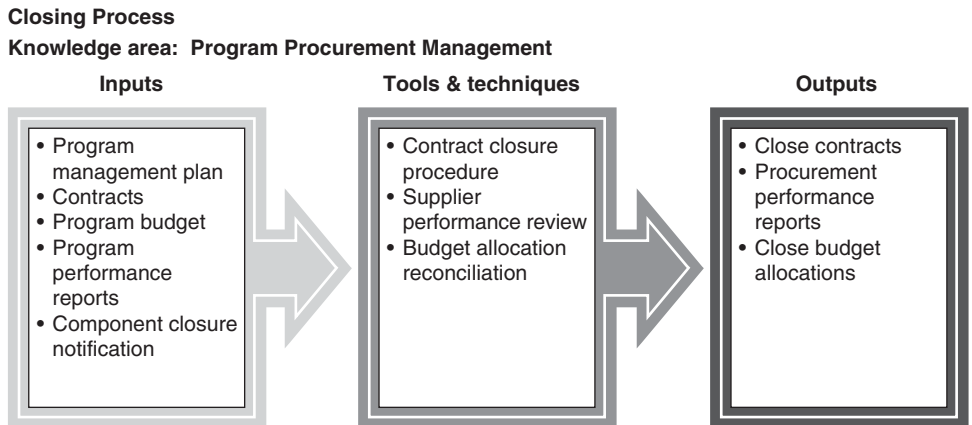 Closing Process
Knowledge area: Program Procurement Management
Inputs
• Program
management plan
• Contracts
• Program budget
• Program
performance
reports
• Component closure
notification
Tools & techniques
• Contract closure
procedure
• Supplier
performance review
• Budget allocation
reconciliation
Outputs
• Close contracts
• Procurement
performance
reports
• Close budget
allocations